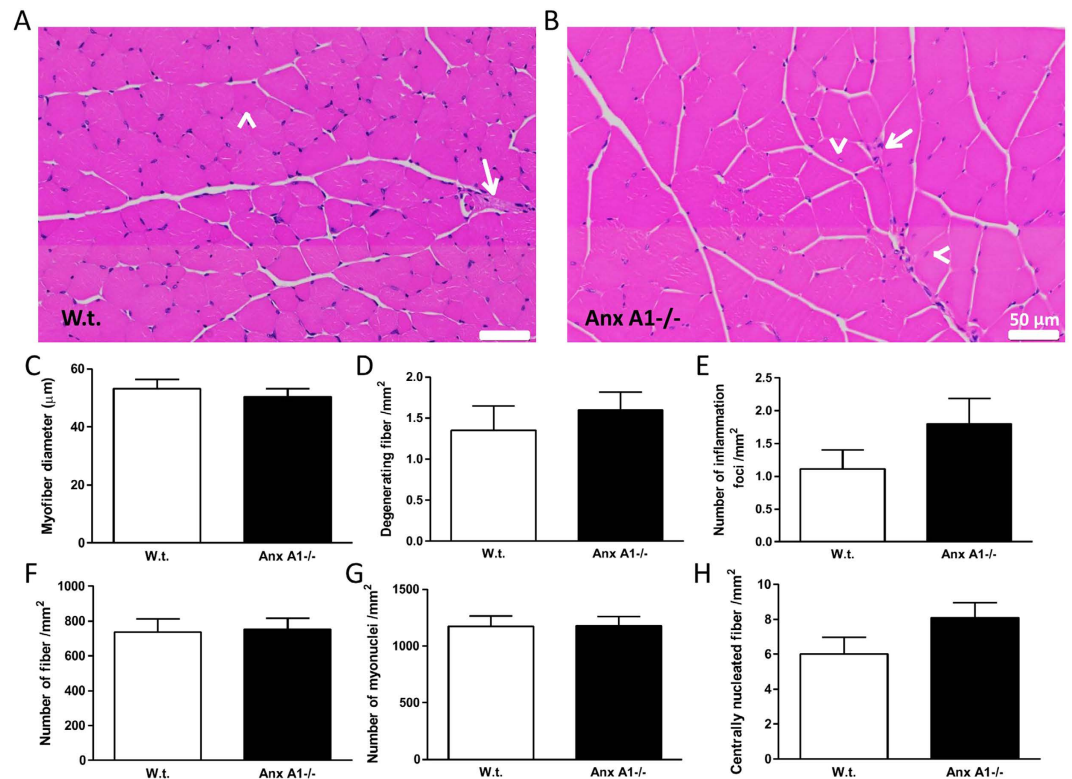 A
B
W.t.
Anx A1-/-
50 µm
C
D
E
Myofiber diameter (μm)
60
40
20
0
W.t.
Anx A1-/-
Degenerating fiber /mm²
2.0
1.5
1.0
0.5
0.0
W.t.
Anx A1-/-
Number of inflammation
foci /mm²
2.5
2.0
1.5
1.0
0.5
0.0
W.t.
Anx A1-/-
F
G
H
Number of fiber /mm²
1000
800
600
400
200
0
W.t.
Anx A1-/-
Number of myonuclei /mm²
1500
1000
500
0
W.t.
Anx A1-/-
Centrally nucleated fiber /mm²
10
8
6
4
2
0
W.t.
Anx A1-/-